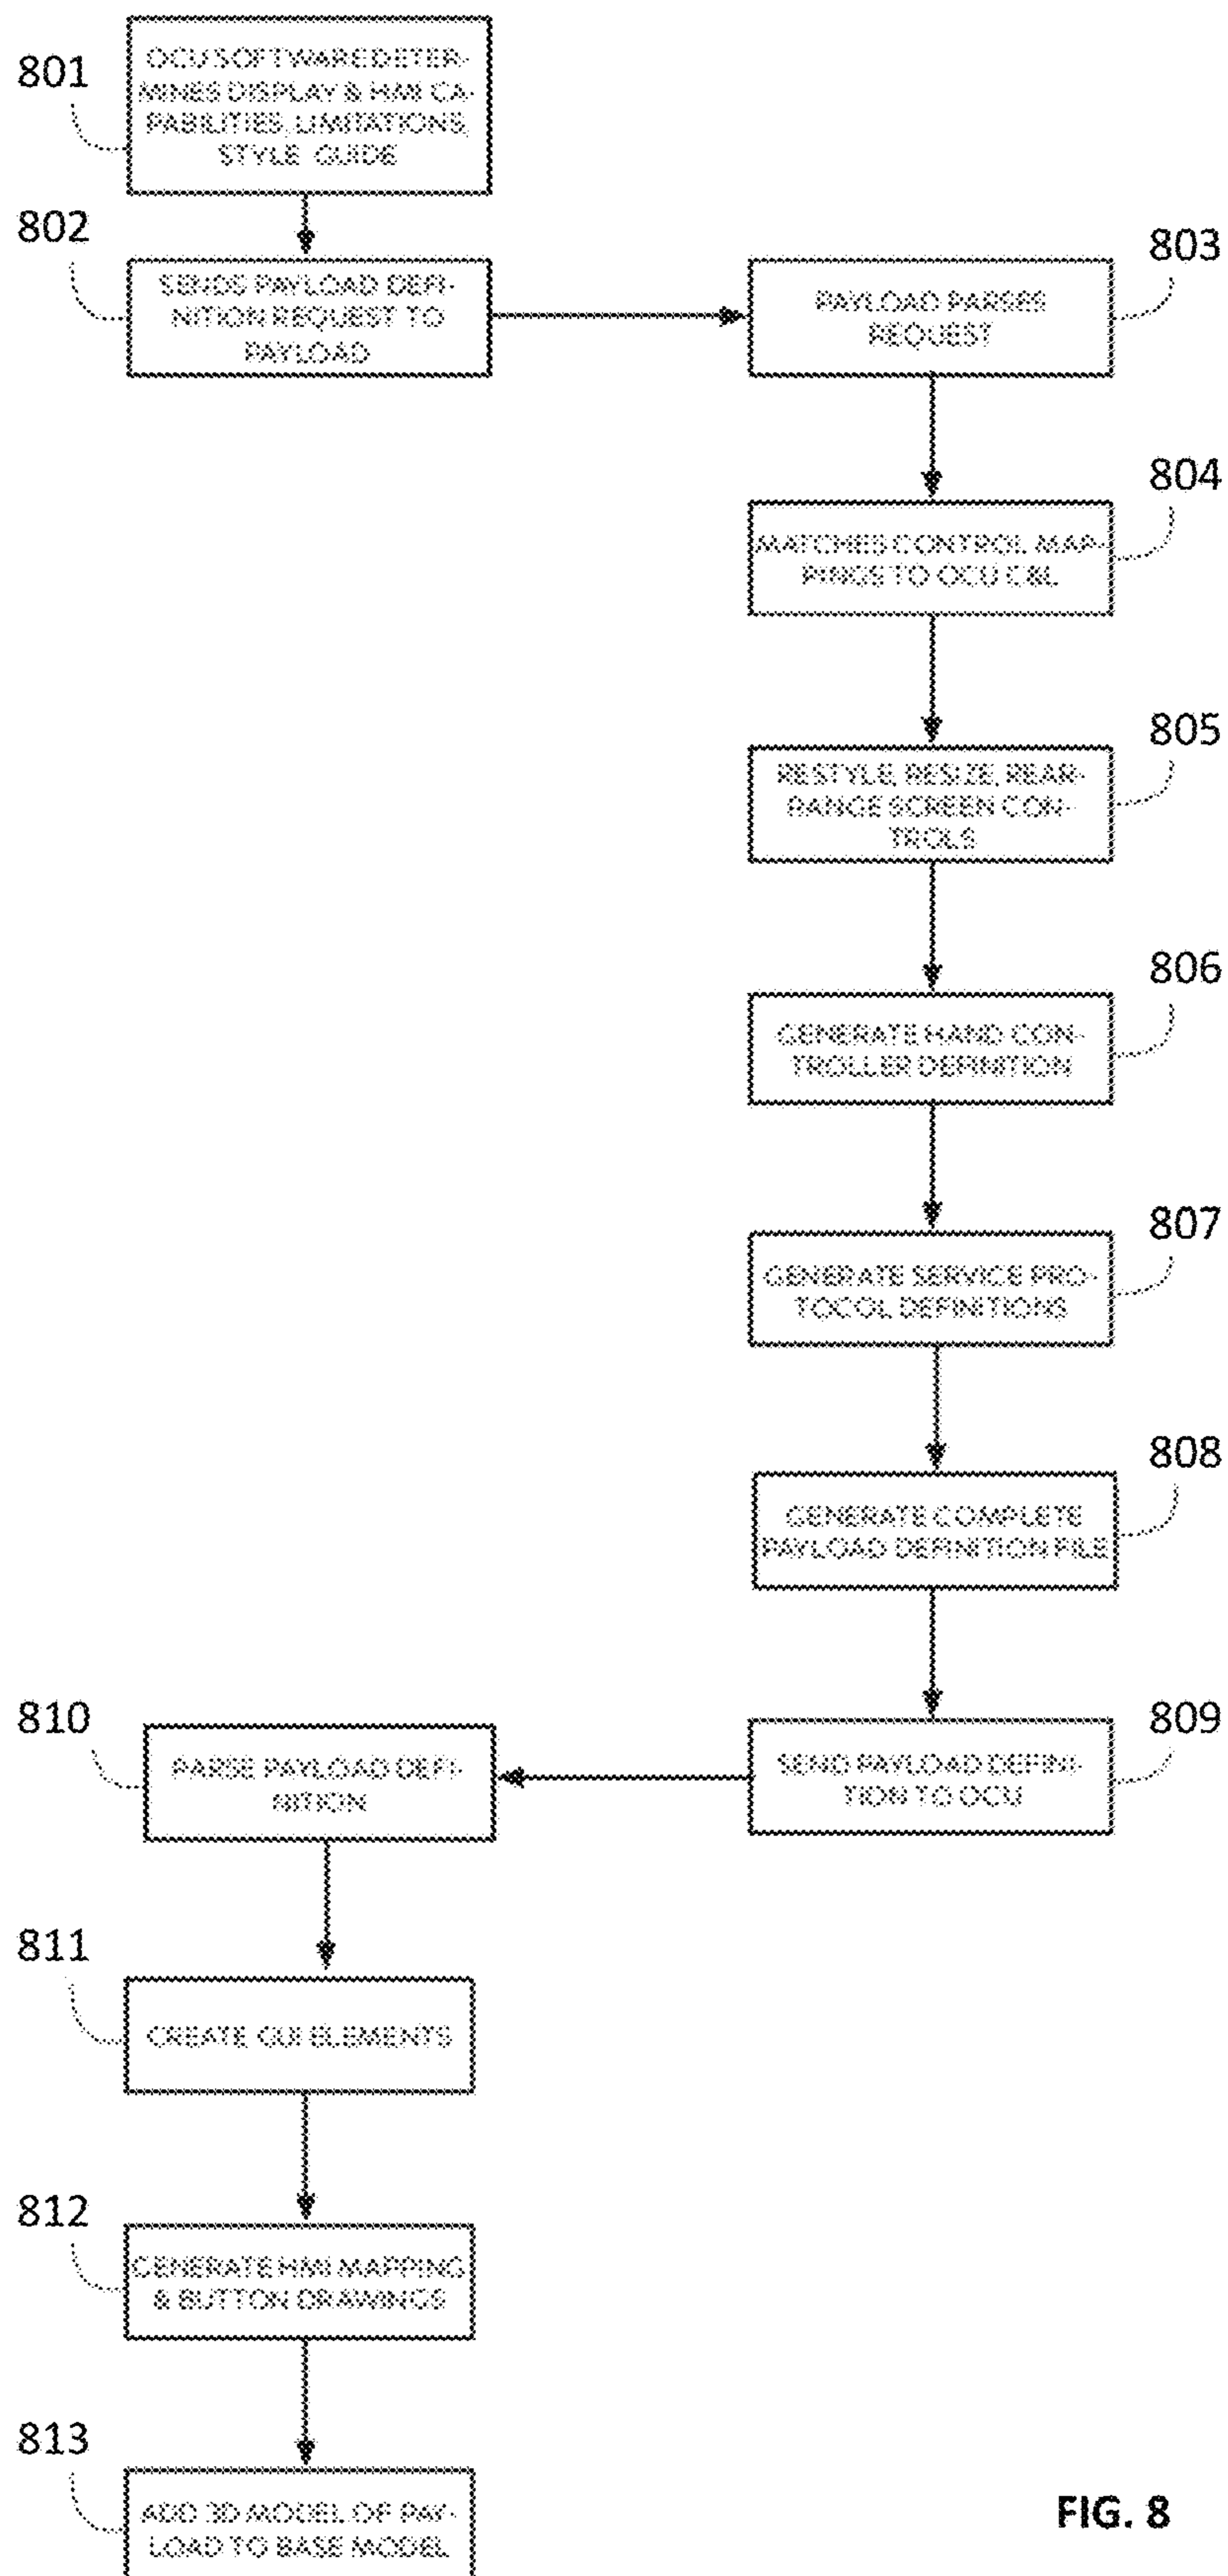 801
OCU SOFTWARE DETER-
MINES DISPLAY & HMI CA-
PABILITIES, LIMITATIONS,
STYLE GUIDE
802
SENDS PAYLOAD DEFI-
NITION REQUEST TO
PAYLOAD
803
PAYLOAD PARSES
REQUEST
804
MATCHES CONTROL MAP-
PINGS TO OCU C&L
805
RESTYLE, RESIZE, REAR-
RANGE SCREEN CON-
TROLS
806
GENERATE HAND CON-
TROLLER DEFINITION
807
GENERATE SERVICE PRO-
TOCOL DEFINITIONS
808
GENERATE COMPLETE
PAYLOAD DEFINITION FILE
809
SEND PAYLOAD DEFINI-
TION TO OCU
810
PARSE PAYLOAD DEFI-
NITION
811
CREATE GUI ELEMENTS
812
GENERATE HMI MAPPING
& BUTTON DRAWINGS
813
ADD 3D MODEL OF PAY-
LOAD TO BASE MODEL
FIG. 8